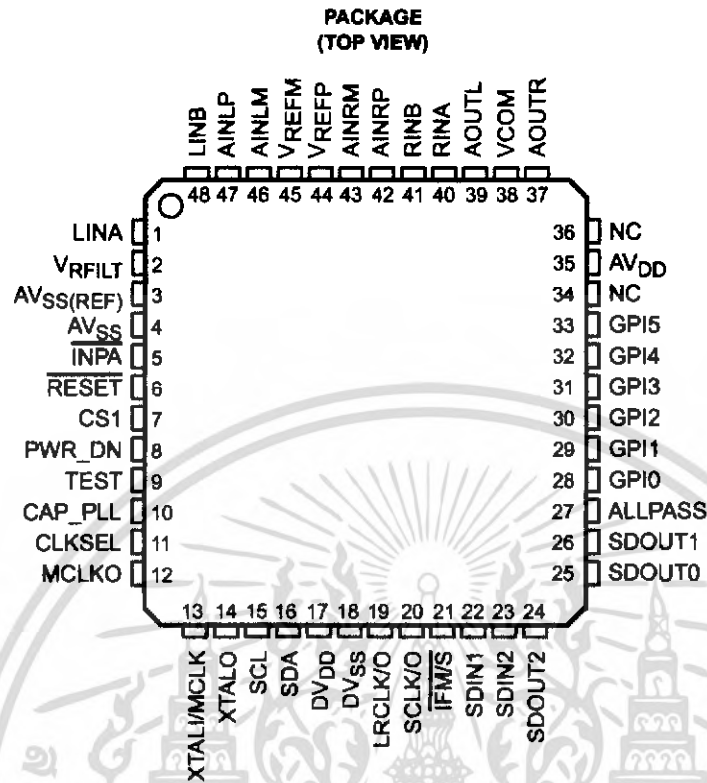 PACKAGE
(TOP VIEW)
LINB
AINLP
AINLM
VREFM
VREFP
AINRM
AINRP
RINB
RINA
AOUTL
VCOM
AOUTR
48 47 46 45 44 43 42 41 40 39 38 37
LINA 1
VRFILT 2
AVSS(REF) 3
AVSS 4
INPA 5
RESET 6
CS1 7
PWR_DN 8
TEST 9
CAP_PLL 10
CLKSEL 11
MCLKO 12
36 NC
35 AVDD
34 NC
33 GPI5
32 GPI4
31 GPI3
30 GPI2
29 GPI1
28 GPI0
27 ALLPASS
26 SDOUT1
25 SDOUT0
13 14 15 16 17 18 19 20 21 22 23 24
XTALI/MCLK
XTALO
SCL
SDA
DVDD
DVSS
LRCLK/O
SCLK/O
IFM/S
SDIN1
SDIN2
SDOUT2